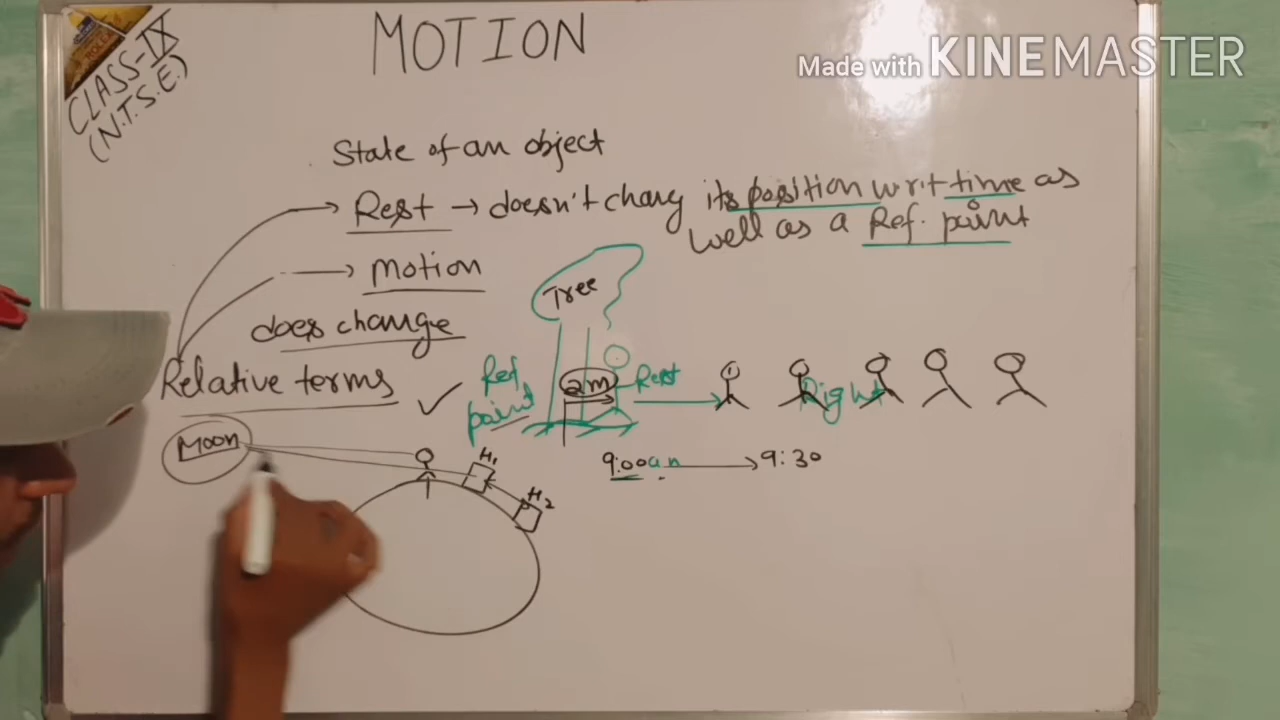 MOTION
Made with KINEMASTER
CLASS-IX
(N.T.S.E.)
State of an object
Rest → doesn't chang its position w.r.t time as
well as a Ref. point
Motion
Tree
does change
Relative terms
Ref
point
2m
Rest
Right
Moon
H1
H2
9:00 an
9:30